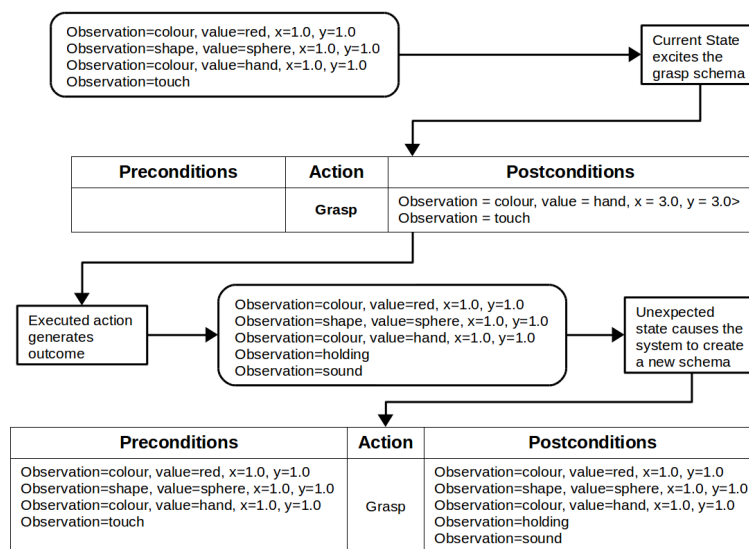 Observation=colour, value=red, x=1.0, y=1.0
Observation=shape, value=sphere, x=1.0, y=1.0
Observation=colour, value=hand, x=1.0, y=1.0
Observation=touch
Current State
excites the
grasp schema
Preconditions Action Postconditions
Grasp
Observation = colour, value = hand, x = 3.0, y = 3.0>
Observation = touch
Executed action
generates
outcome
Observation=colour, value=red, x=1.0, y=1.0
Observation=shape, value=sphere, x=1.0, y=1.0
Observation=colour, value=hand, x=1.0, y=1.0
Observation=holding
Observation=sound
Unexpected
state causes the
system to create
a new schema
Preconditions Action Postconditions
Observation=colour, value=red, x=1.0, y=1.0
Observation=shape, value=sphere, x=1.0, y=1.0
Observation=colour, value=hand, x=1.0, y=1.0
Observation=touch
Grasp
Observation=colour, value=red, x=1.0, y=1.0
Observation=shape, value=sphere, x=1.0, y=1.0
Observation=colour, value=hand, x=1.0, y=1.0
Observation=holding
Observation=sound